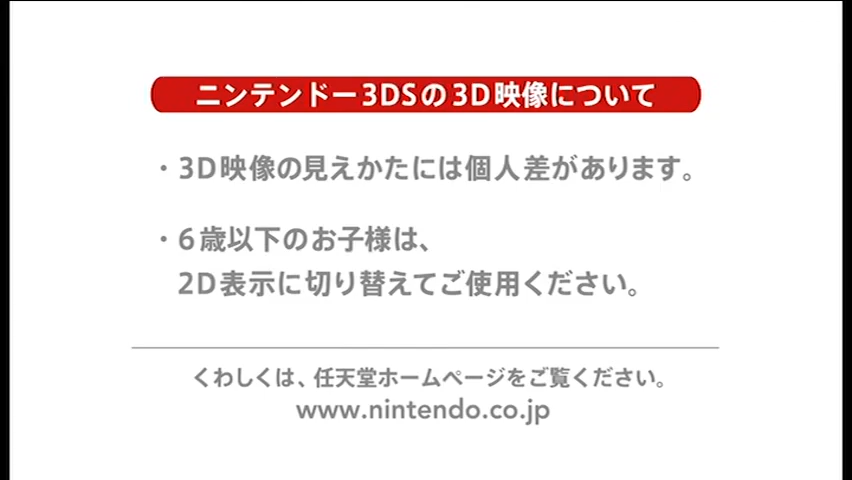 ニンテンドー3DSの3D映像について
・3D映像の見えかたには個人差があります。
・6歳以下のお子様は、
2D表示に切り替えてご使用ください。
くわしくは、任天堂ホームページをご覧ください。
www.nintendo.co.jp